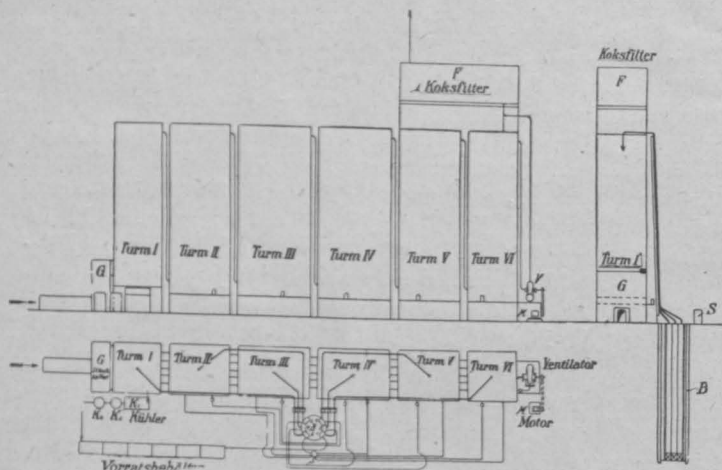 F
Koksfilter
Koksfilter
F
Turm I
Turm II
Turm III
Turm IV
Turm V
Turm VI
Turm I
G
V
G
S
B
G
Turm I
Turm II
Turm III
Turm IV
Turm V
Turm VI
Ventilator
Motor
K₁
Kühler